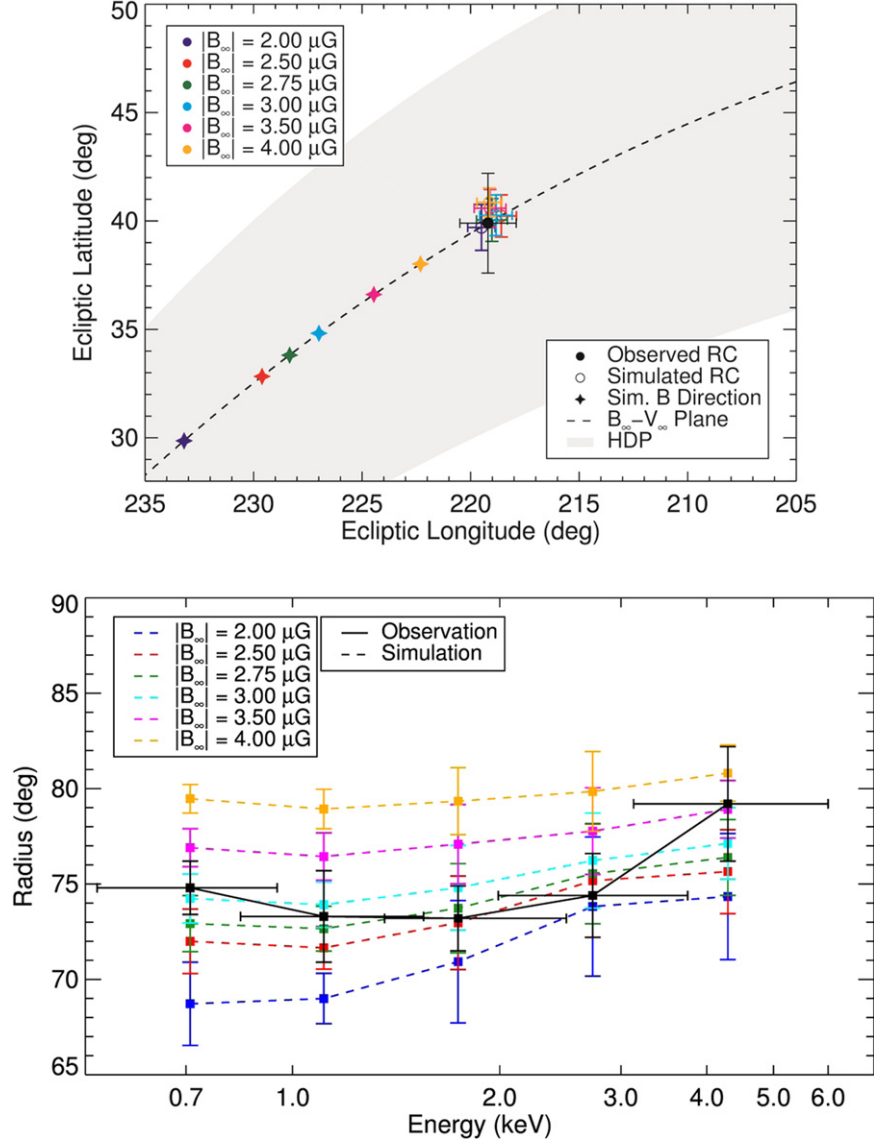 50
45
40
35
30
Ecliptic Latitude (deg)
|B∞| = 2.00 μG
|B∞| = 2.50 μG
|B∞| = 2.75 μG
|B∞| = 3.00 μG
|B∞| = 3.50 μG
|B∞| = 4.00 μG
Observed RC
Simulated RC
Sim. B Direction
B∞–V∞ Plane
HDP
235 230 225 220 215 210 205
Ecliptic Longitude (deg)
90
85
80
75
70
65
Radius (deg)
|B∞| = 2.00 μG
|B∞| = 2.50 μG
|B∞| = 2.75 μG
|B∞| = 3.00 μG
|B∞| = 3.50 μG
|B∞| = 4.00 μG
Observation
Simulation
0.7 1.0 2.0 3.0 4.0 5.0 6.0
Energy (keV)